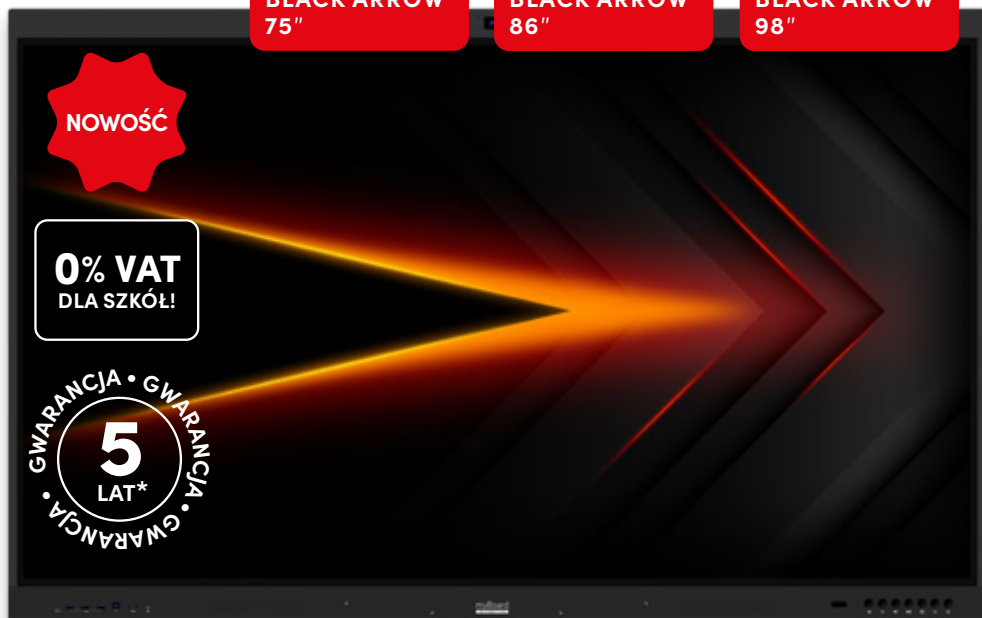 BLACK ARROW
75"
BLACK ARROW
86"
BLACK ARROW
98"
NOWOŚĆ
0% VAT
DLA SZKÓŁ!
GWARANCJA • GWARANCJA • GWARANCJA •
5
LAT*